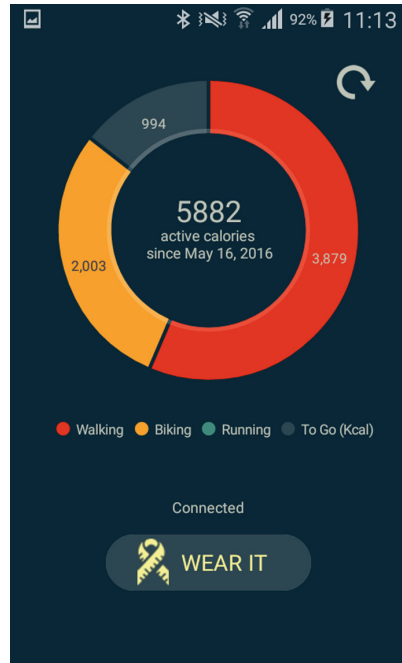 92% 11:13
994
5882
active calories
since May 16, 2016
3,879
2,003
Walking Biking Running To Go (Kcal)
Connected
WEAR IT